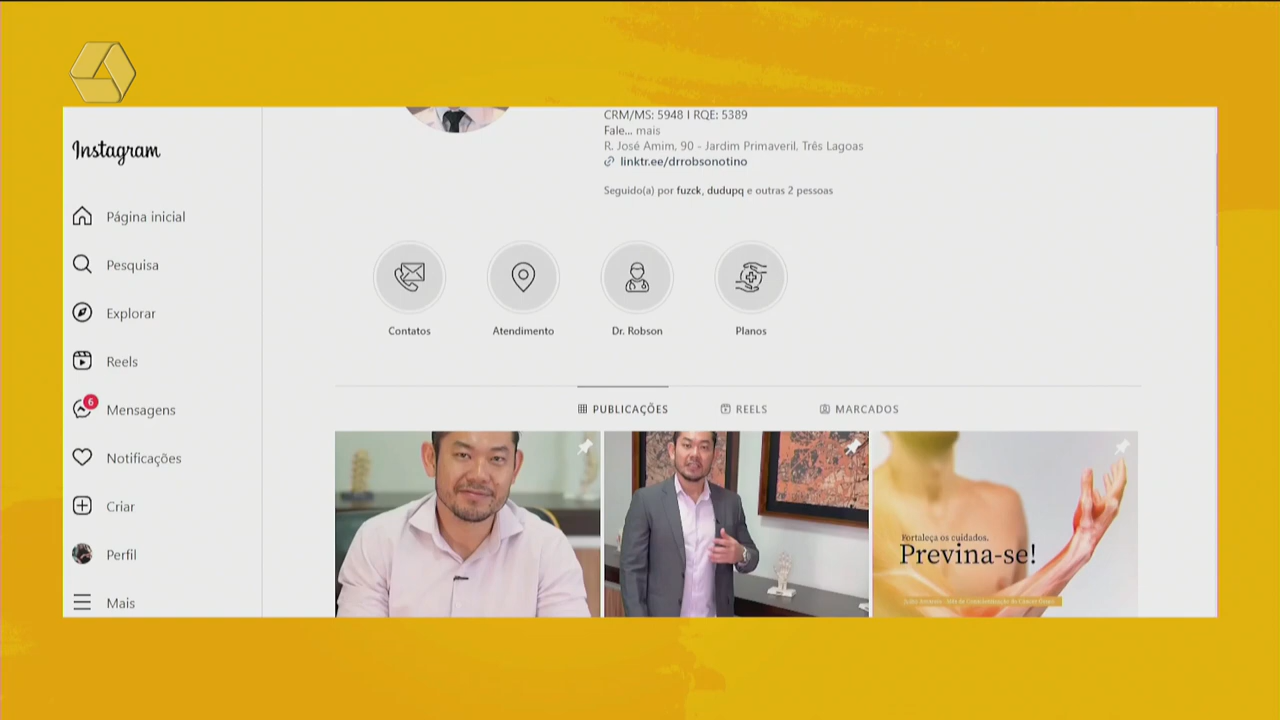 CRM/MS: 5948 I RQE: 5389
Instagram
Fale... mais
R. José Amim, 90 - Jardim Primaveril, Três Lagoas
linktr.ee/drrobsonotino
Seguido(a) por fuzck, dudupq e outras 2 pessoas
Página inicial
Pesquisa
Explorar
Reels
6
Mensagens
Notificações
Criar
Perfil
Mais
Contatos
Atendimento
Dr. Robson
Planos
PUBLICAÇÕES
REELS
MARCADOS
Fortaleça os cuidados.
Previna-se!